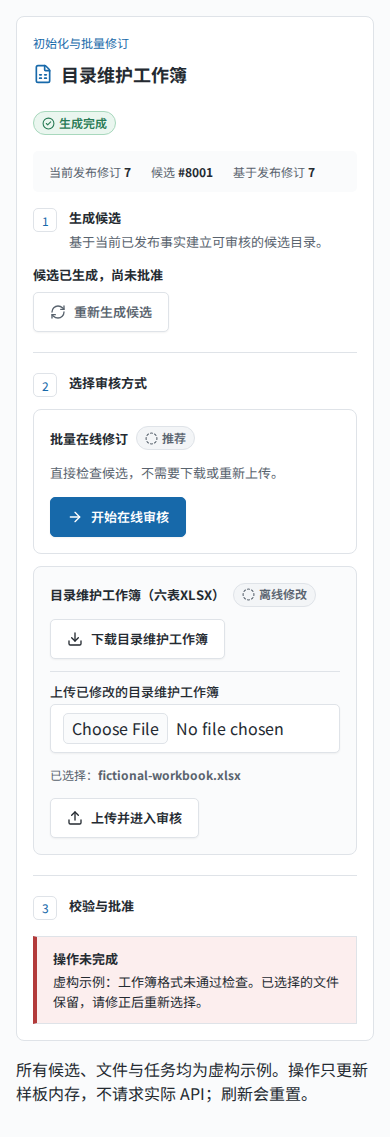 初始化与批量修订
目录维护工作簿
生成完成
当前发布修订 7 候选 #8001 基于发布修订 7
1 生成候选
基于当前已发布事实建立可审核的候选目录。
候选已生成，尚未批准
重新生成候选
2 选择审核方式
批量在线修订 推荐
直接检查候选，不需要下载或重新上传。
开始在线审核
目录维护工作簿（六表XLSX） 离线修改
下载目录维护工作簿
上传已修改的目录维护工作簿
Choose File No file chosen
已选择：fictional-workbook.xlsx
上传并进入审核
3 校验与批准
操作未完成
虚构示例：工作簿格式未通过检查。已选择的文件
保留，请修正后重新选择。
所有候选、文件与任务均为虚构示例。操作只更新
样板内存，不请求实际 API；刷新会重置。